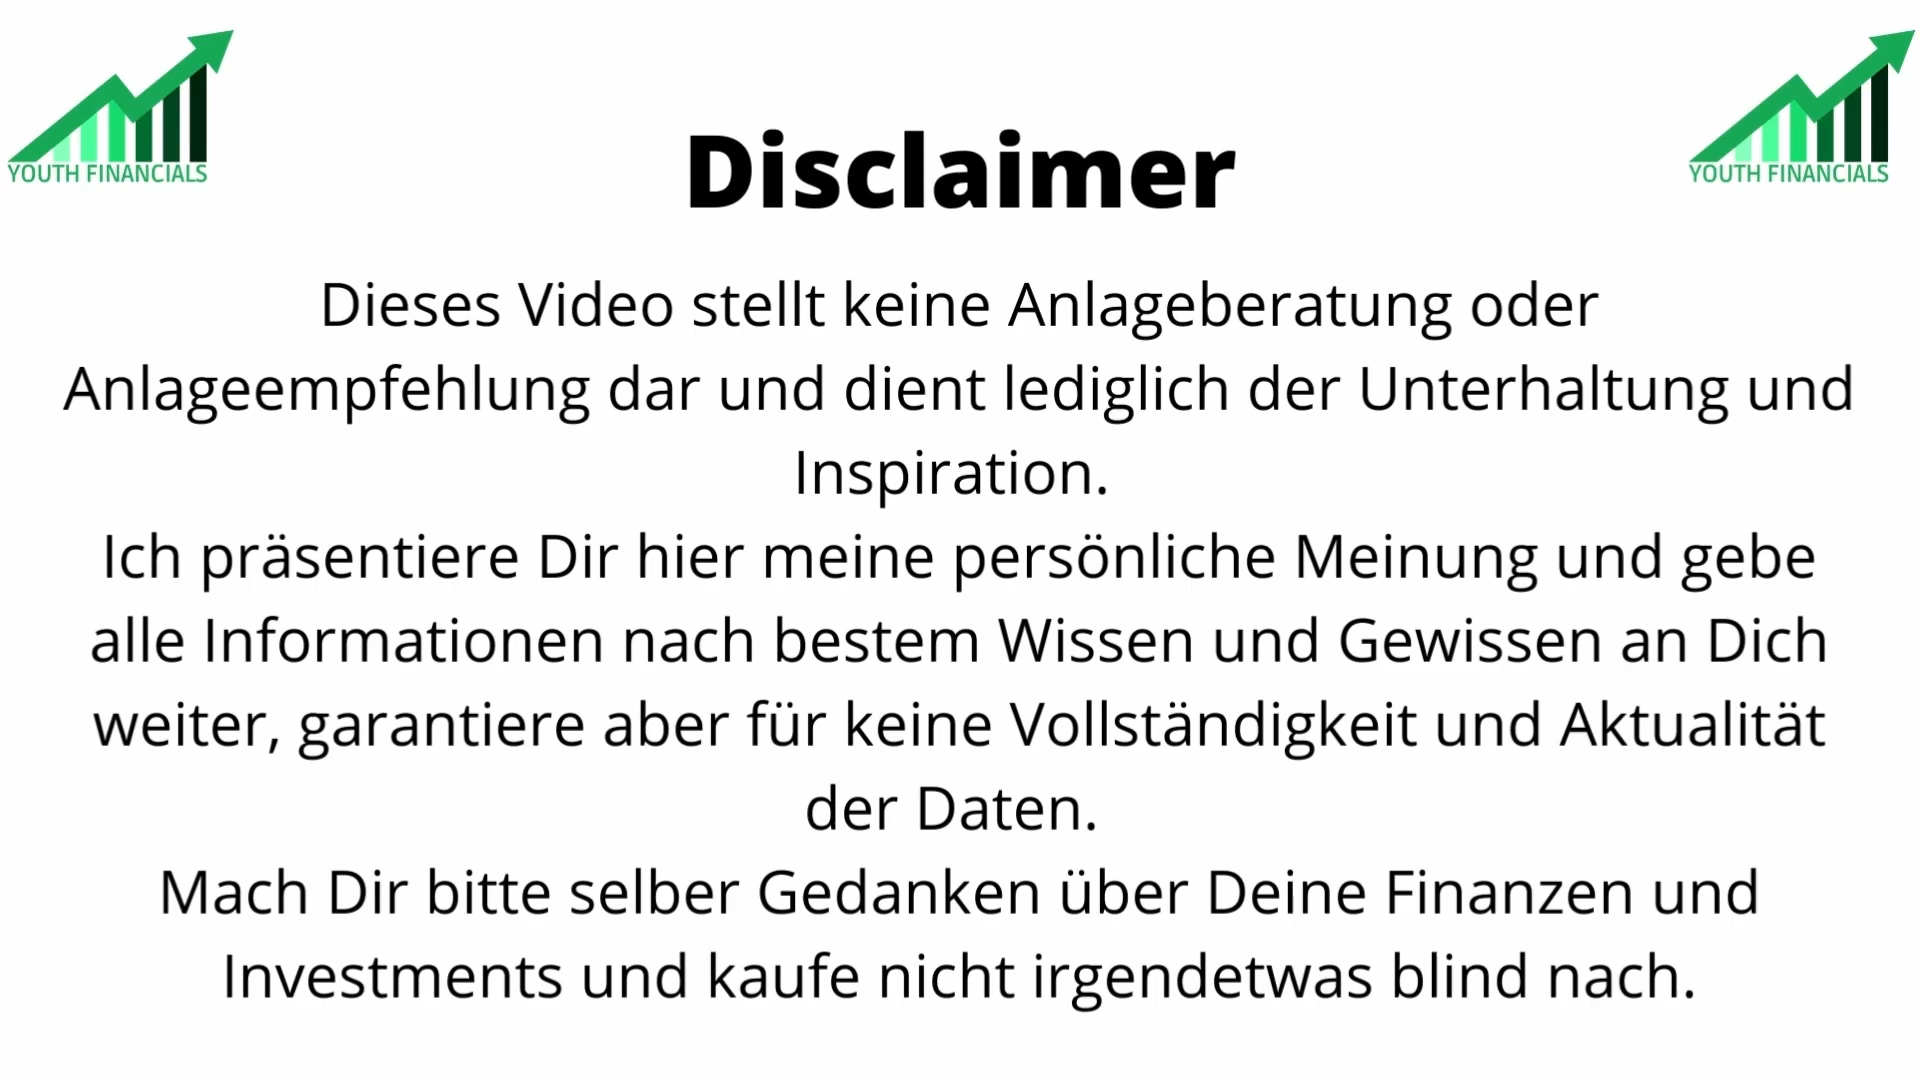 YOUTH FINANCIALS
YOUTH FINANCIALS
Disclaimer
Dieses Video stellt keine Anlageberatung oder
Anlageempfehlung dar und dient lediglich der Unterhaltung und
Inspiration.
Ich präsentiere Dir hier meine persönliche Meinung und gebe
alle Informationen nach bestem Wissen und Gewissen an Dich
weiter, garantiere aber für keine Vollständigkeit und Aktualität
der Daten.
Mach Dir bitte selber Gedanken über Deine Finanzen und
Investments und kaufe nicht irgendetwas blind nach.